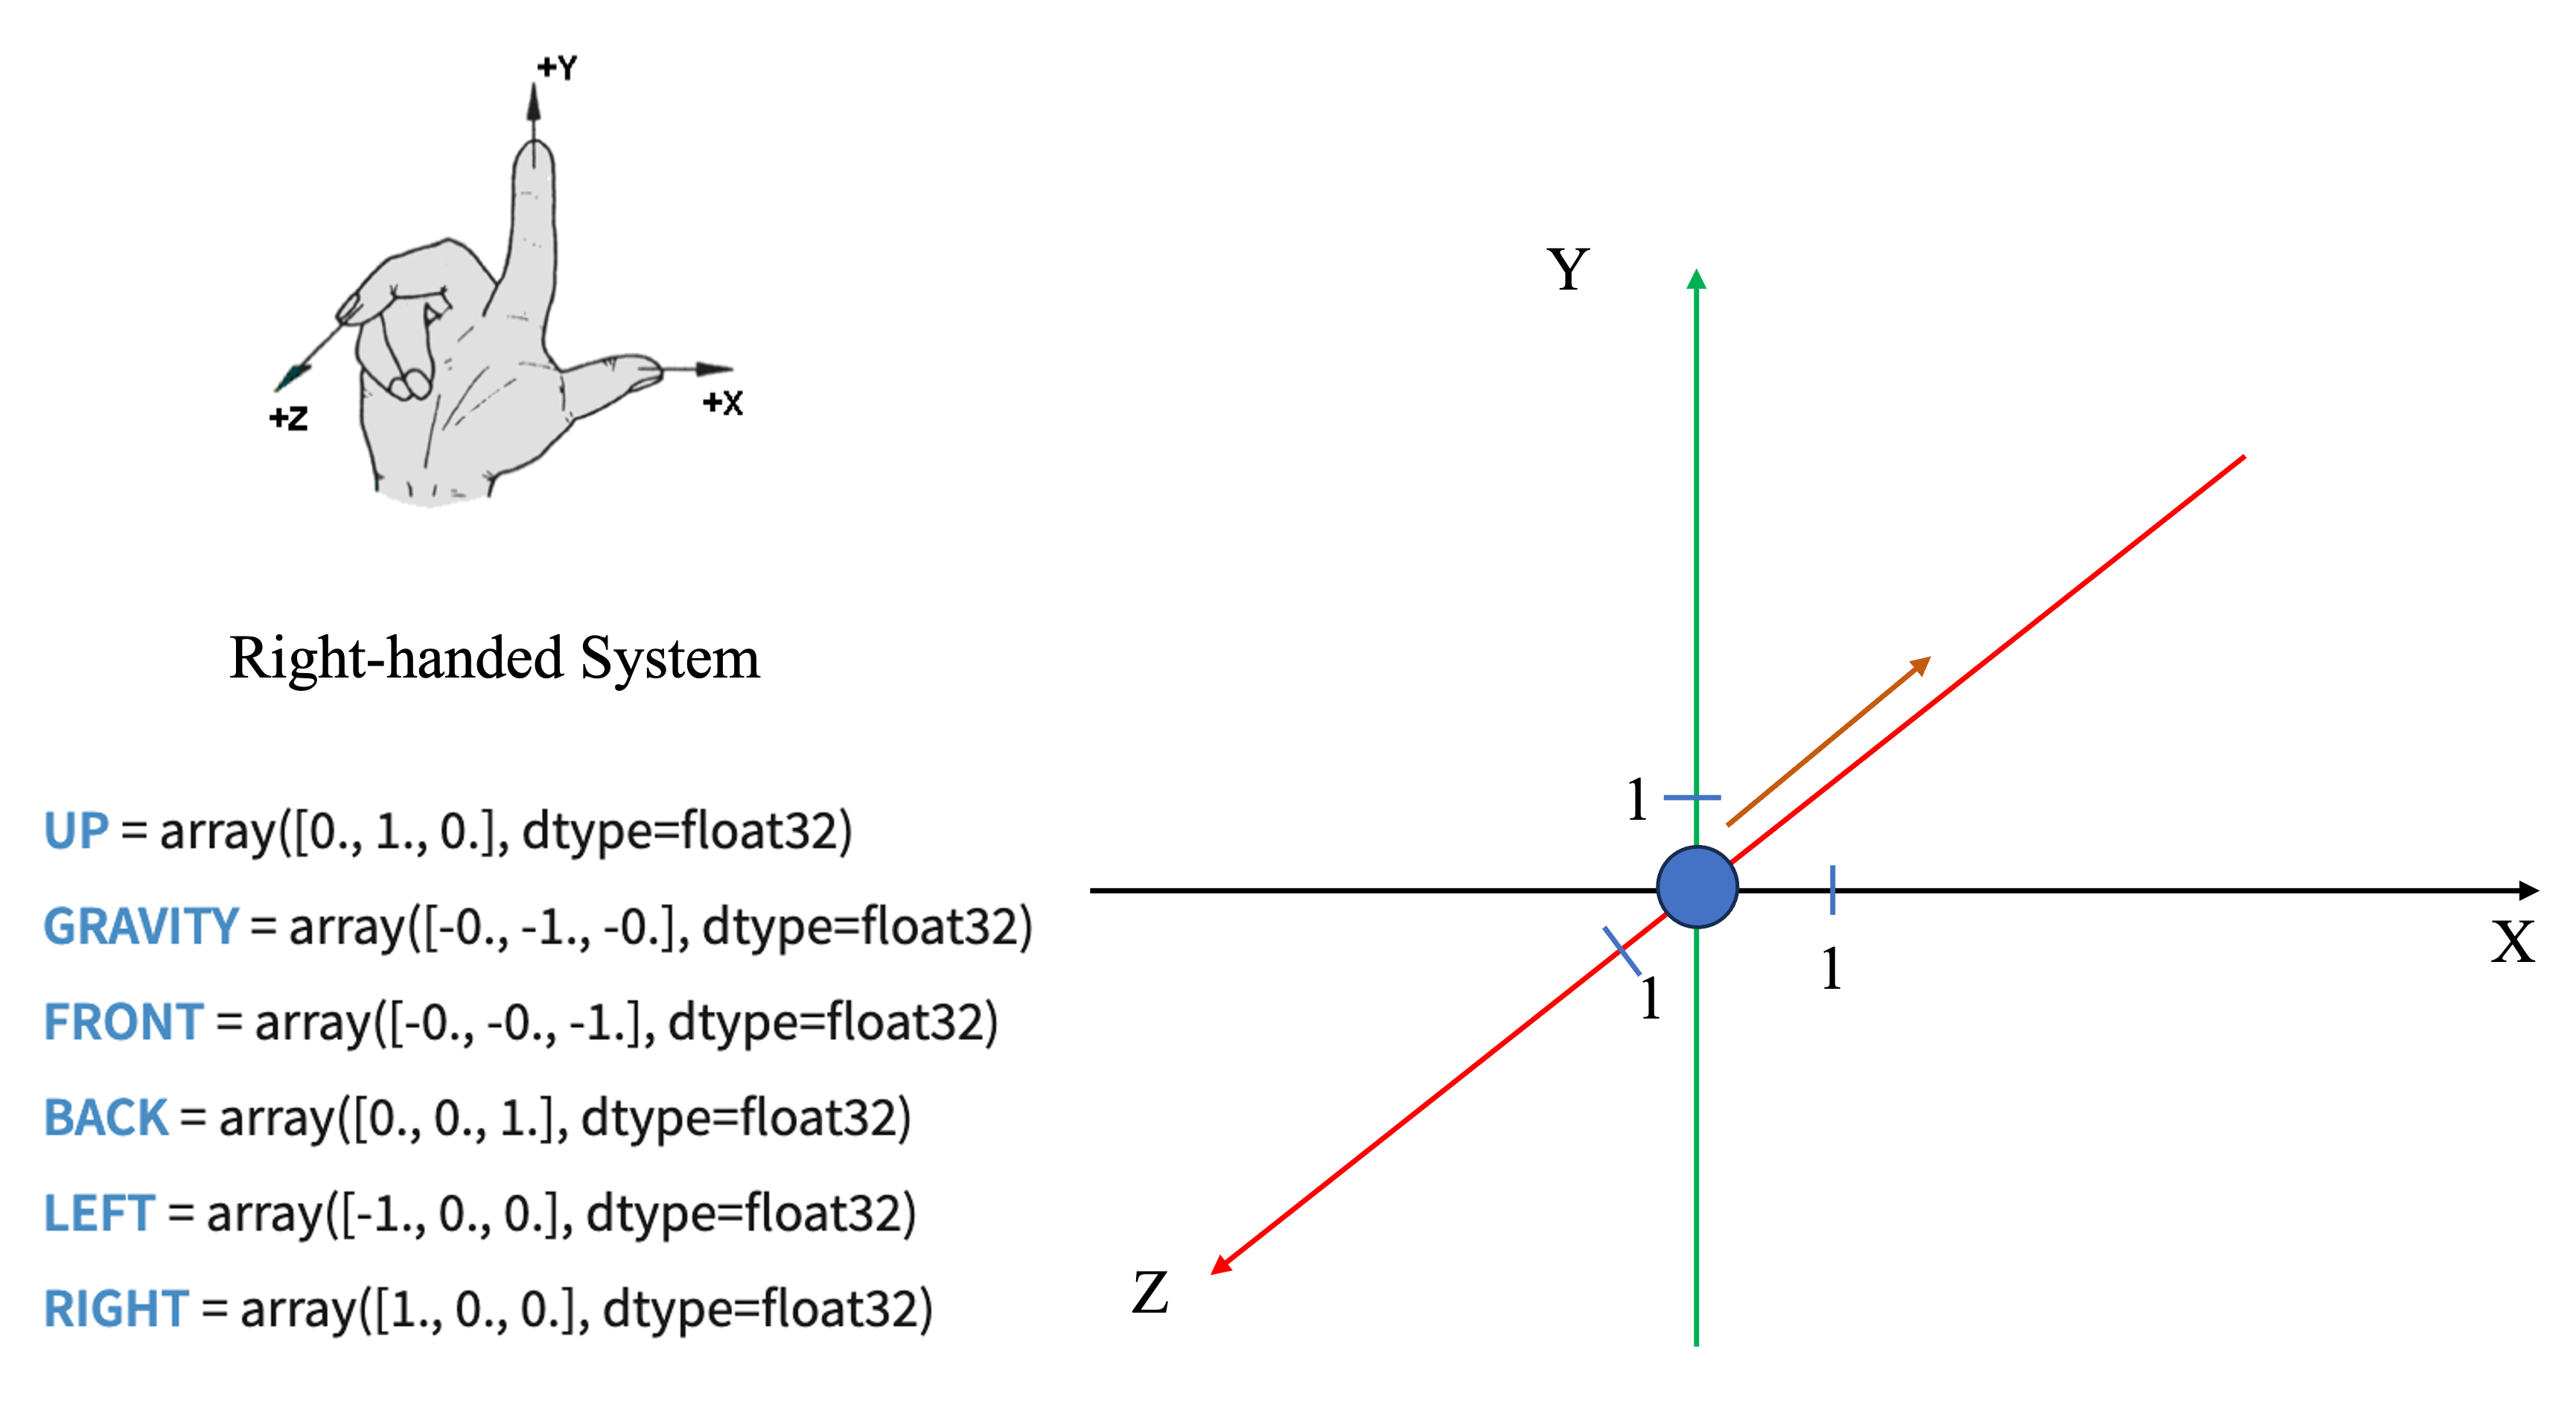 +Y
+Z
+X
Right-handed System
UP = array([0., 1., 0.], dtype=float32)
GRAVITY = array([-0., -1., -0.], dtype=float32)
FRONT = array([-0., -0., -1.], dtype=float32)
BACK = array([0., 0., 1.], dtype=float32)
LEFT = array([-1., 0., 0.], dtype=float32)
RIGHT = array([1., 0., 0.], dtype=float32)
Y
1
1
1
X
Z